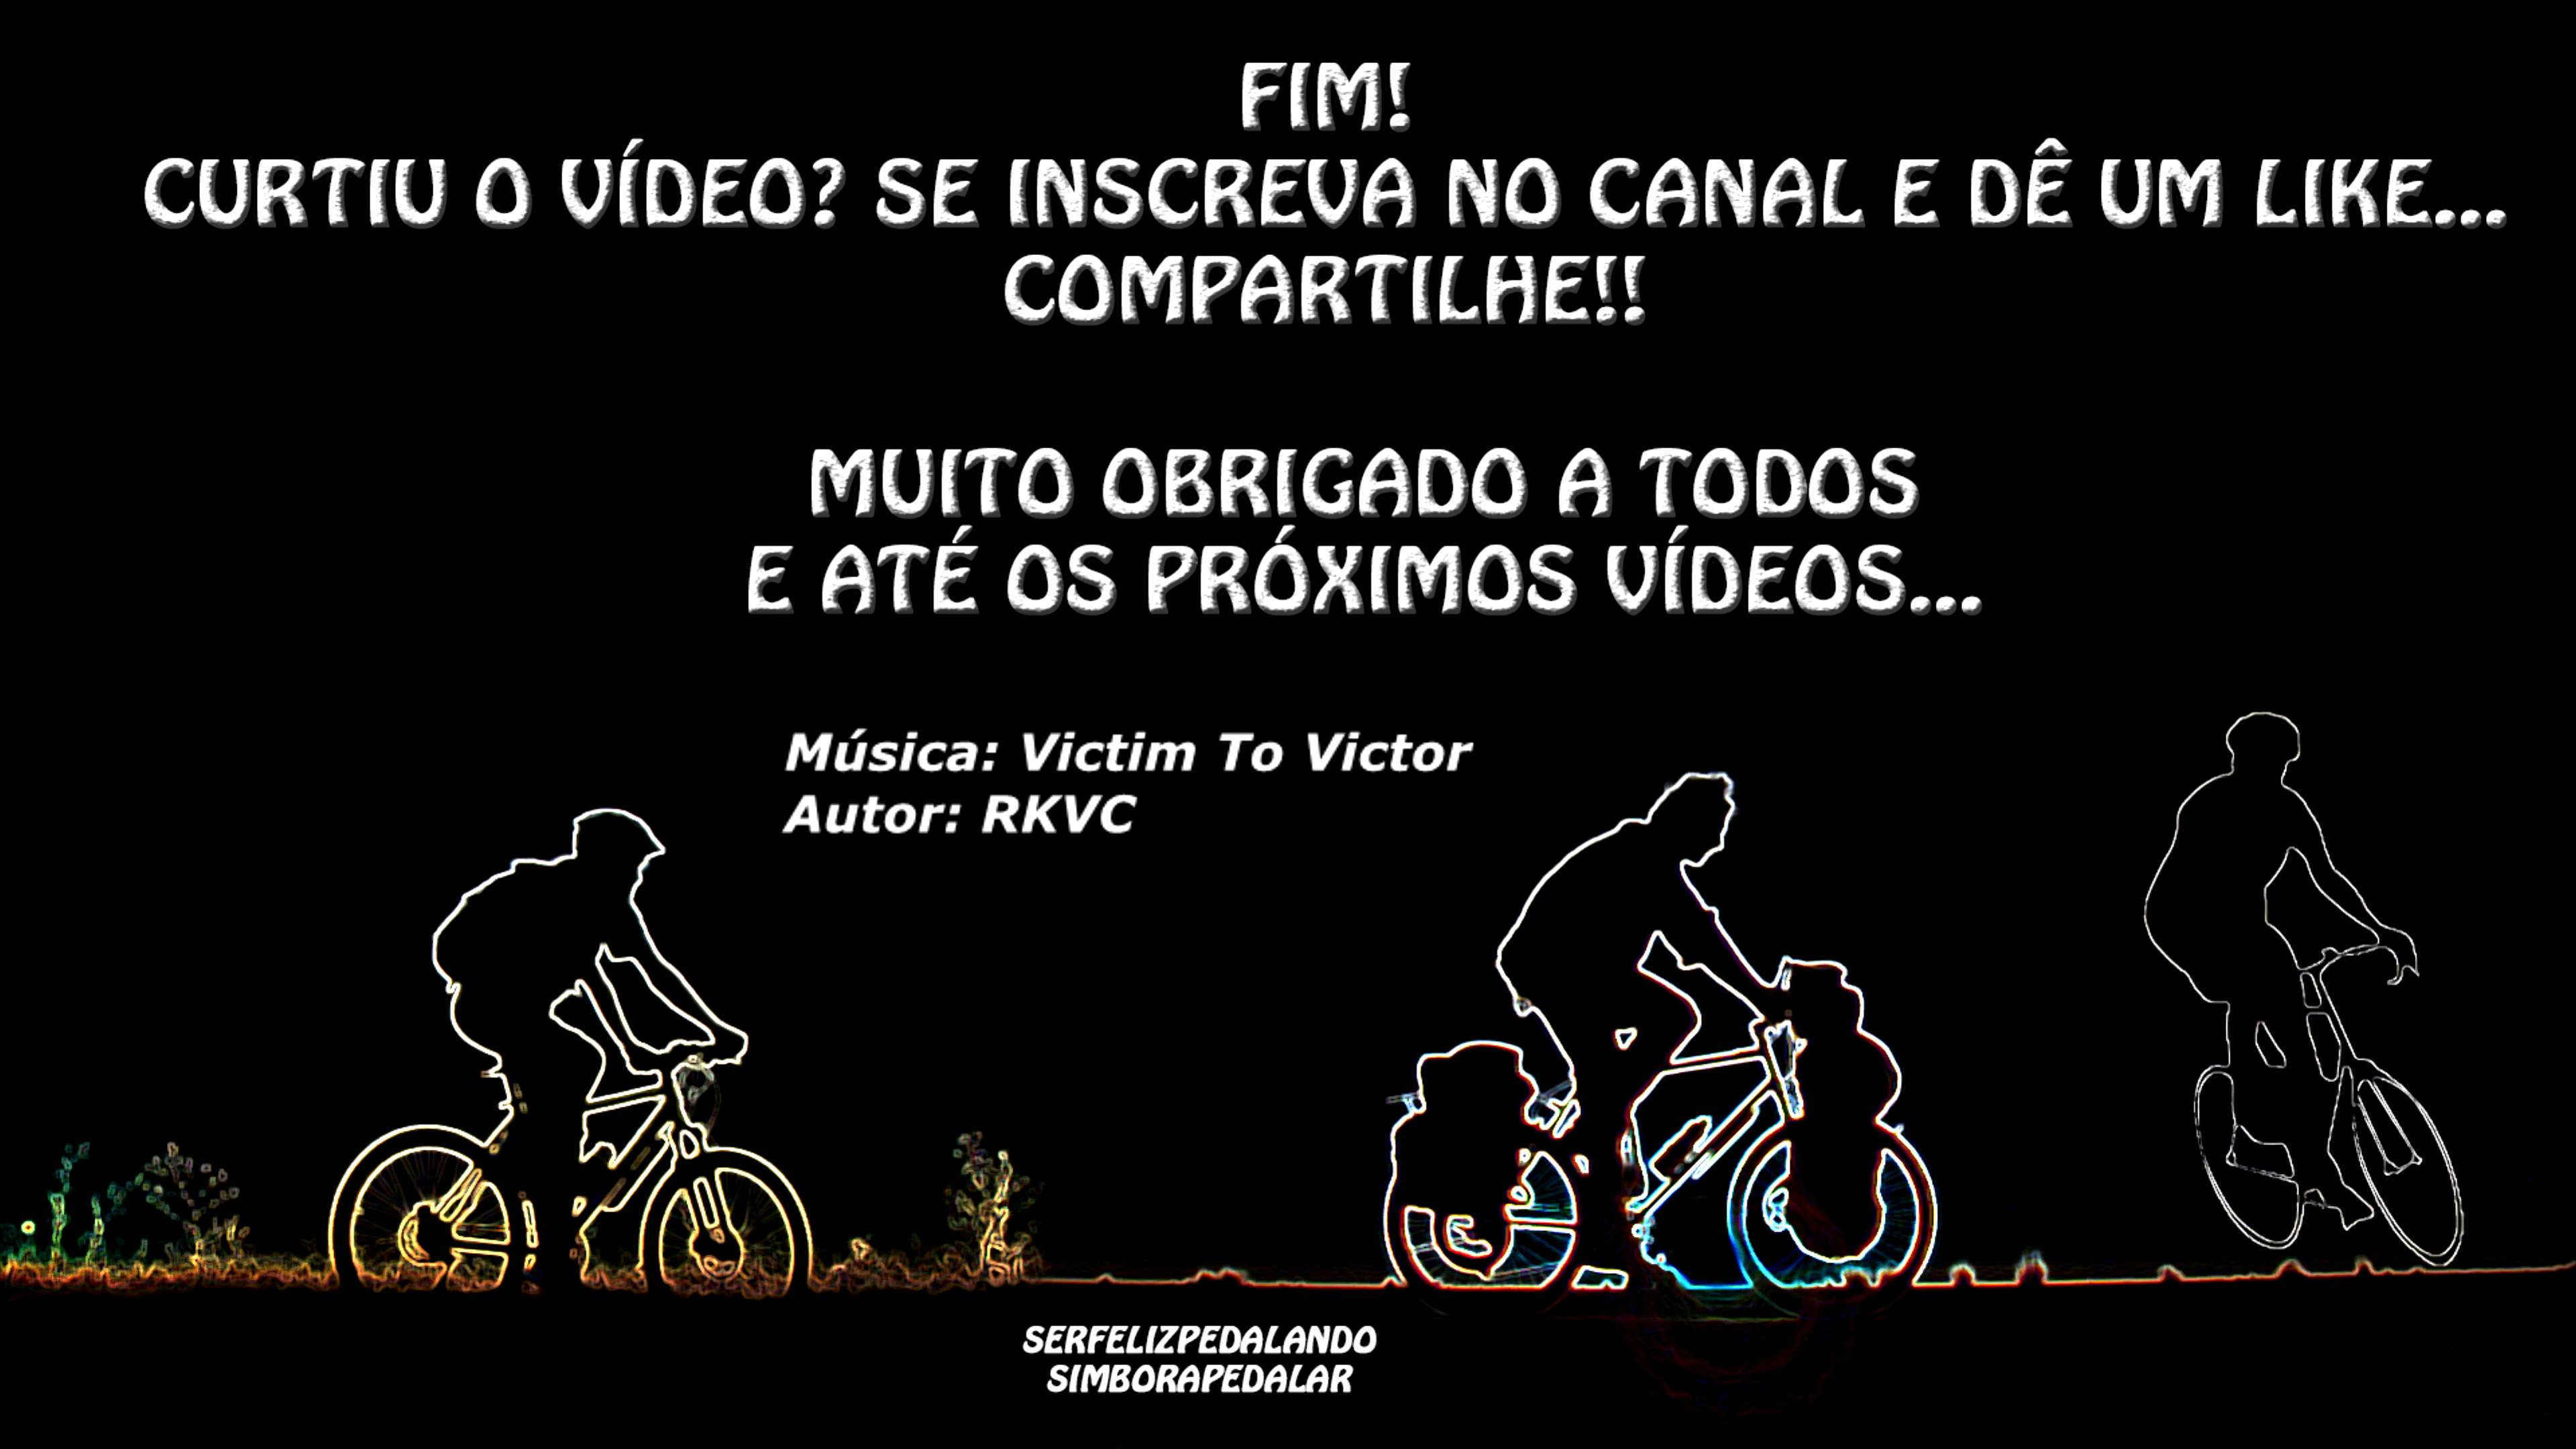 FIM!
CURTIU O VÍDEO? SE INSCREVA NO CANAL E DÊ UM LIKE...
COMPARTILHE!!
MUITO OBRIGADO A TODOS
E ATÉ OS PRÓXIMOS VÍDEOS...
Música: Victim To Victor
Autor: RKVC
SERFELIZPEDALANDO
SIMBORAPEDALAR